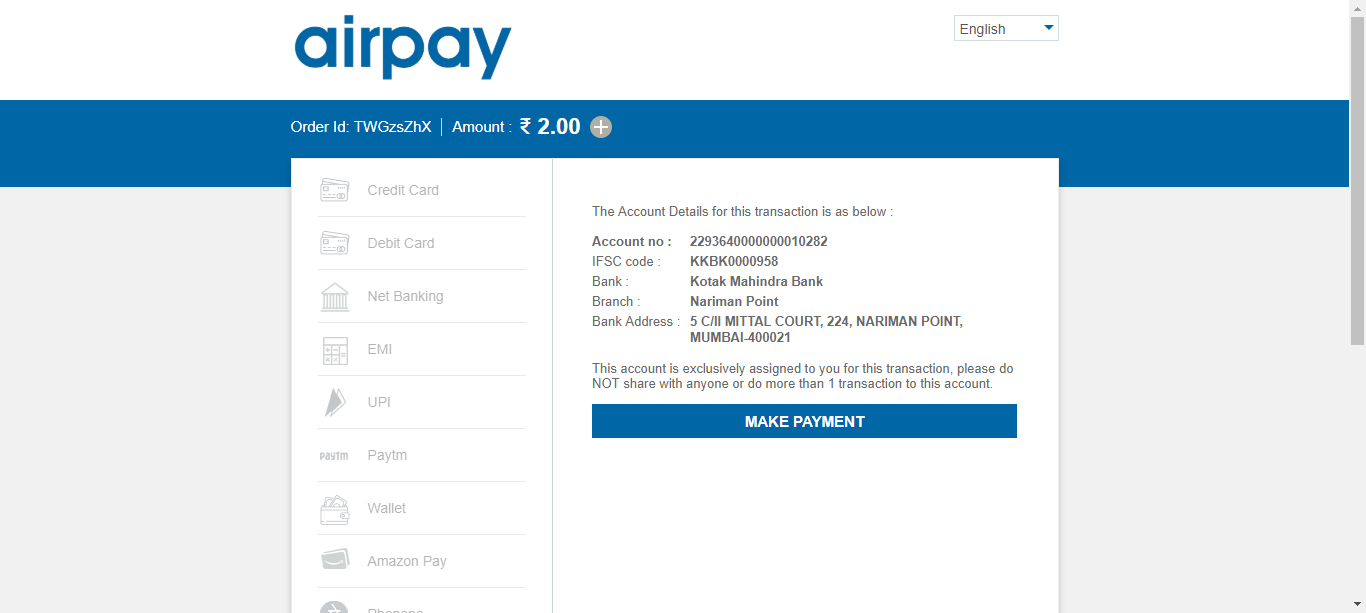 airpay
English
Order Id: TWGzsZhX | Amount : ₹ 2.00
Credit Card
Debit Card
Net Banking
EMI
UPI
Paytm Paytm
Wallet
Amazon Pay
Phonepe
The Account Details for this transaction is as below :
Account no : 2293640000000010282
IFSC code : KKBK0000958
Bank : Kotak Mahindra Bank
Branch : Nariman Point
Bank Address : 5 C/II MITTAL COURT, 224, NARIMAN POINT,
MUMBAI-400021
This account is exclusively assigned to you for this transaction, please do
NOT share with anyone or do more than 1 transaction to this account.
MAKE PAYMENT